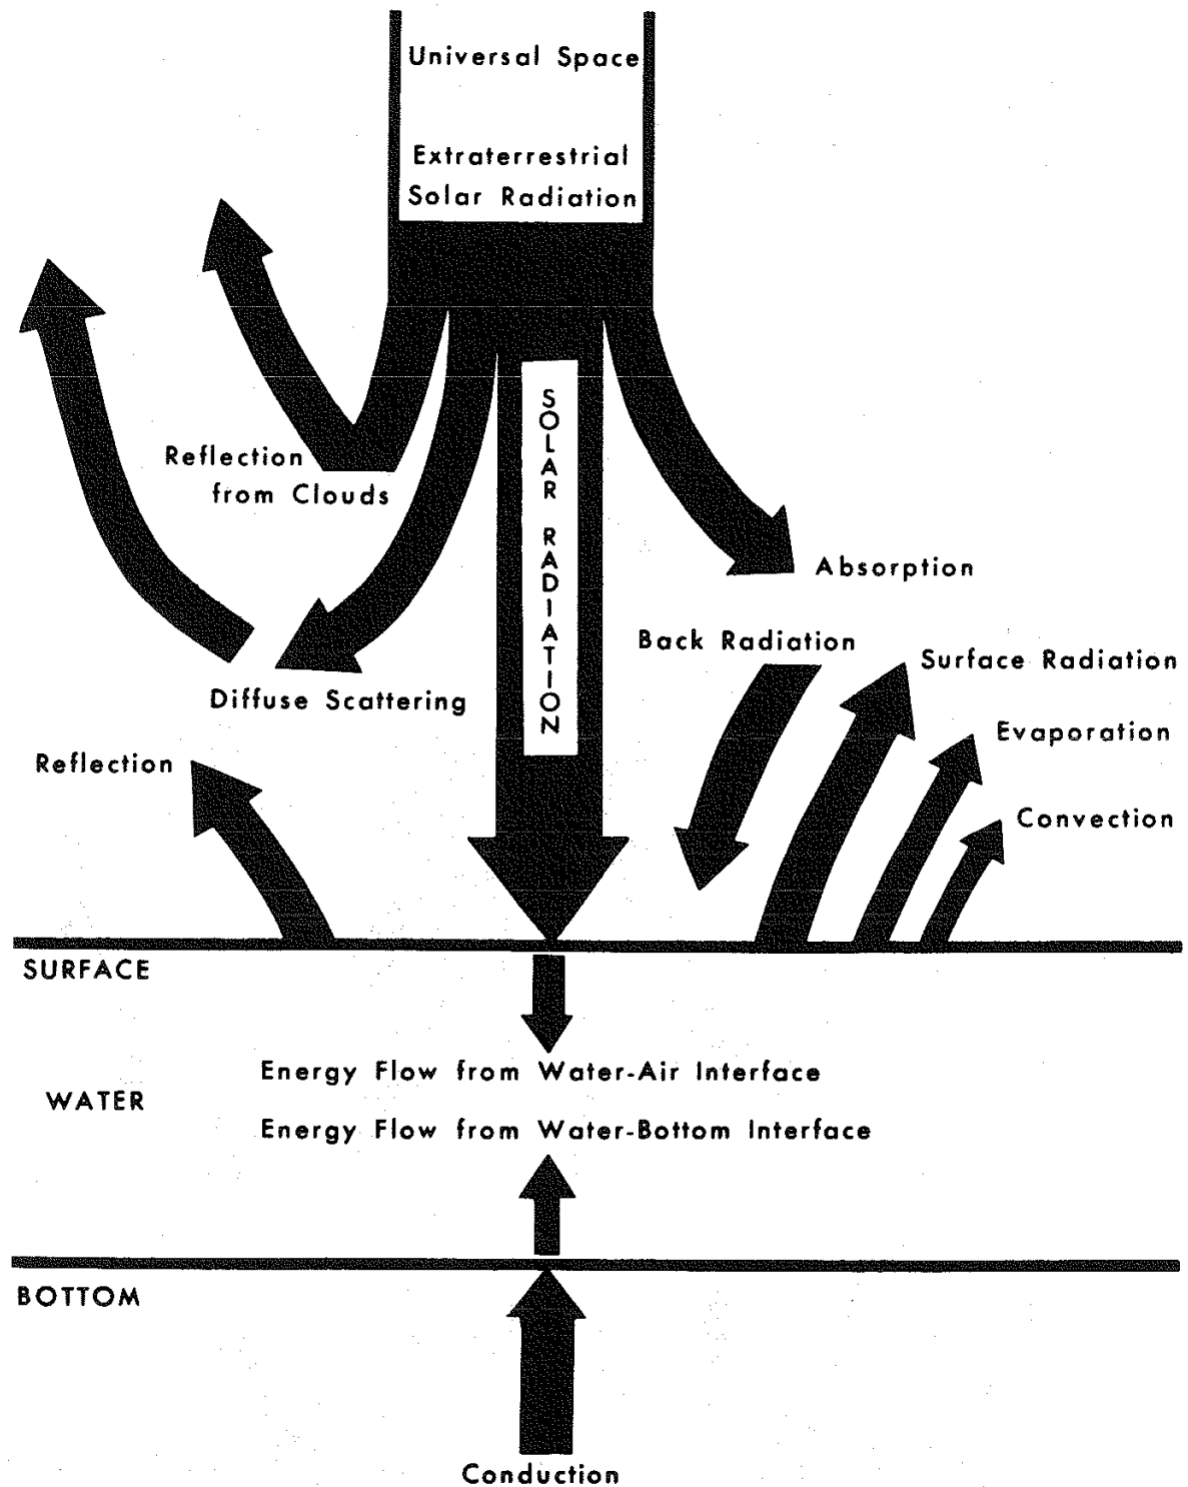 Universal Space
Extraterrestrial
Solar Radiation
SOLAR RADIATION
Reflection
from Clouds
Absorption
Back Radiation
Surface Radiation
Diffuse Scattering
Evaporation
Reflection
Convection
SURFACE
Energy Flow from Water-Air Interface
WATER
Energy Flow from Water-Bottom Interface
BOTTOM
Conduction